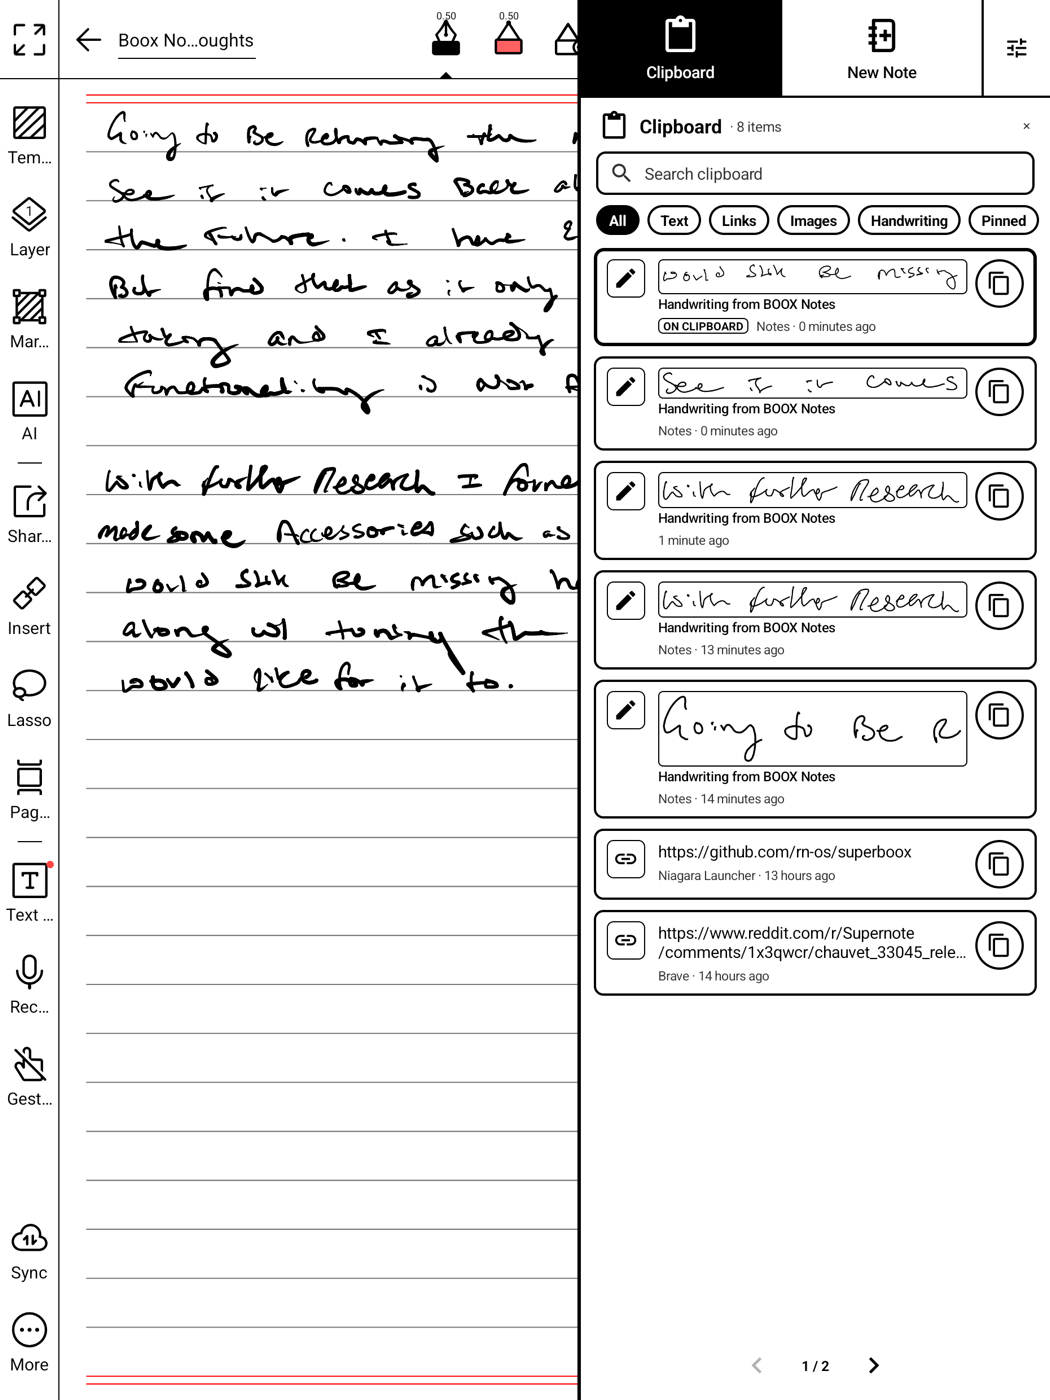 Boox No...oughts
0.50
0.50
Clipboard
New Note
Tem...
1
Layer
Mar...
AI
AI
Shar...
Insert
Lasso
Pag...
T
Text ...
Rec...
Gest...
Sync
More
Going to Be Returning the
See if it comes Back
the Future. I have
But find that as it only
taking and I already
Functionality is also
With further Research I
made some Accessories such as
would still Be missing
along w/ tuning the
would like for it to.
Clipboard · 8 items
×
Search clipboard
All
Text
Links
Images
Handwriting
Pinned
would still Be missing
Handwriting from BOOX Notes
ON CLIPBOARD Notes · 0 minutes ago
See if it comes
Handwriting from BOOX Notes
Notes · 0 minutes ago
With further Research
Handwriting from BOOX Notes
1 minute ago
With further Research
Handwriting from BOOX Notes
Notes · 13 minutes ago
Going to Be R
Handwriting from BOOX Notes
Notes · 14 minutes ago
https://github.com/rn-os/superboox
Niagara Launcher · 13 hours ago
https://www.reddit.com/r/Supernote
/comments/1x3qwcr/chauvet_33045_rele...
Brave · 14 hours ago
1 / 2